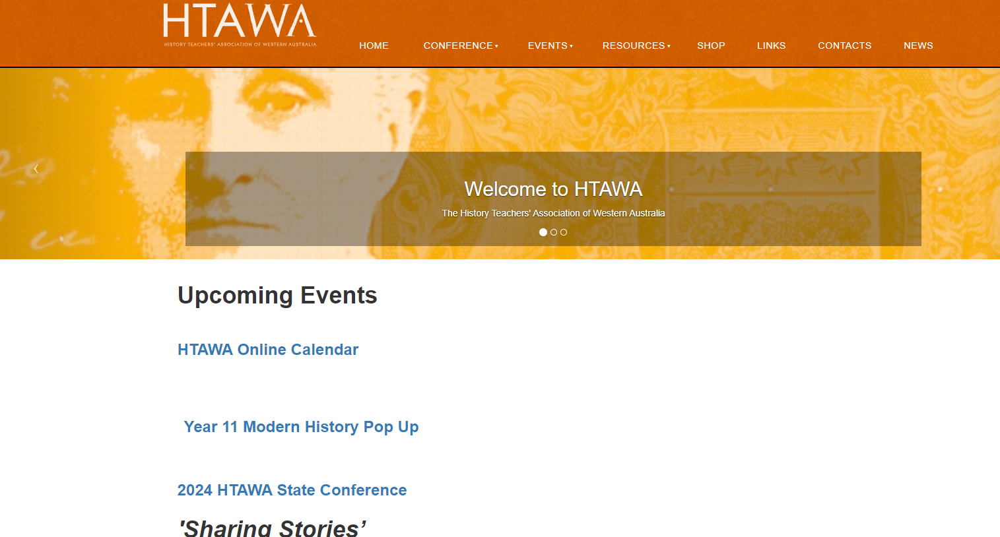 HTAWA
HISTORY TEACHERS' ASSOCIATION OF WESTERN AUSTRALIA
HOME CONFERENCE EVENTS RESOURCES SHOP LINKS CONTACTS NEWS
Welcome to HTAWA
The History Teachers' Association of Western Australia
Upcoming Events
HTAWA Online Calendar
Year 11 Modern History Pop Up
2024 HTAWA State Conference
'Sharing Stories’